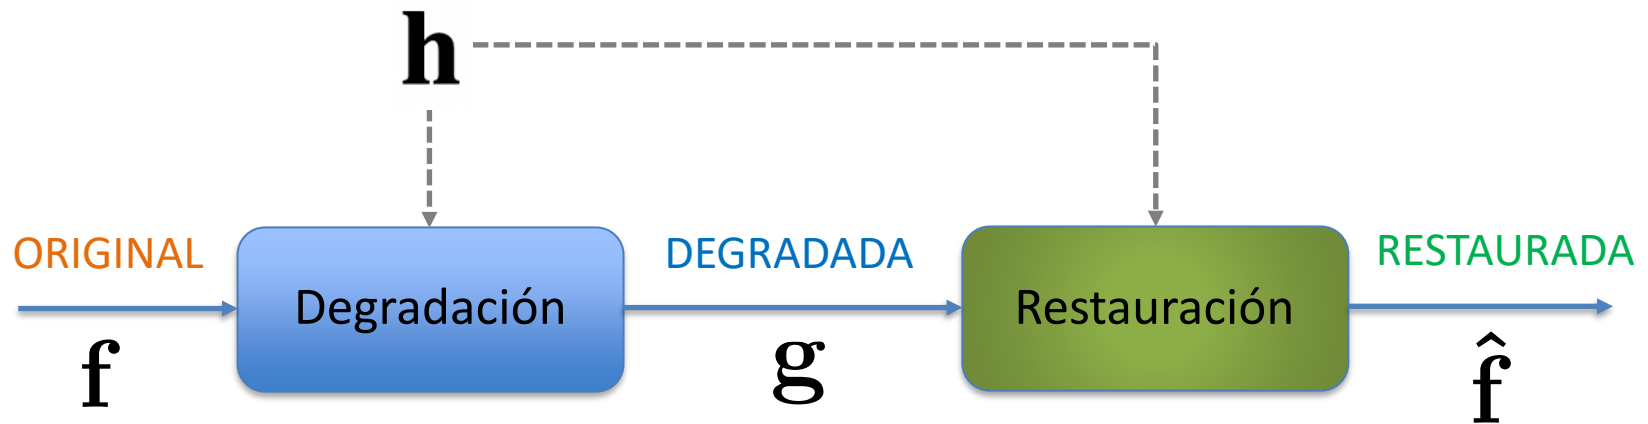 h
ORIGINAL
Degradación
DEGRADADA
Restauración
RESTAURADA
f
g
f̂